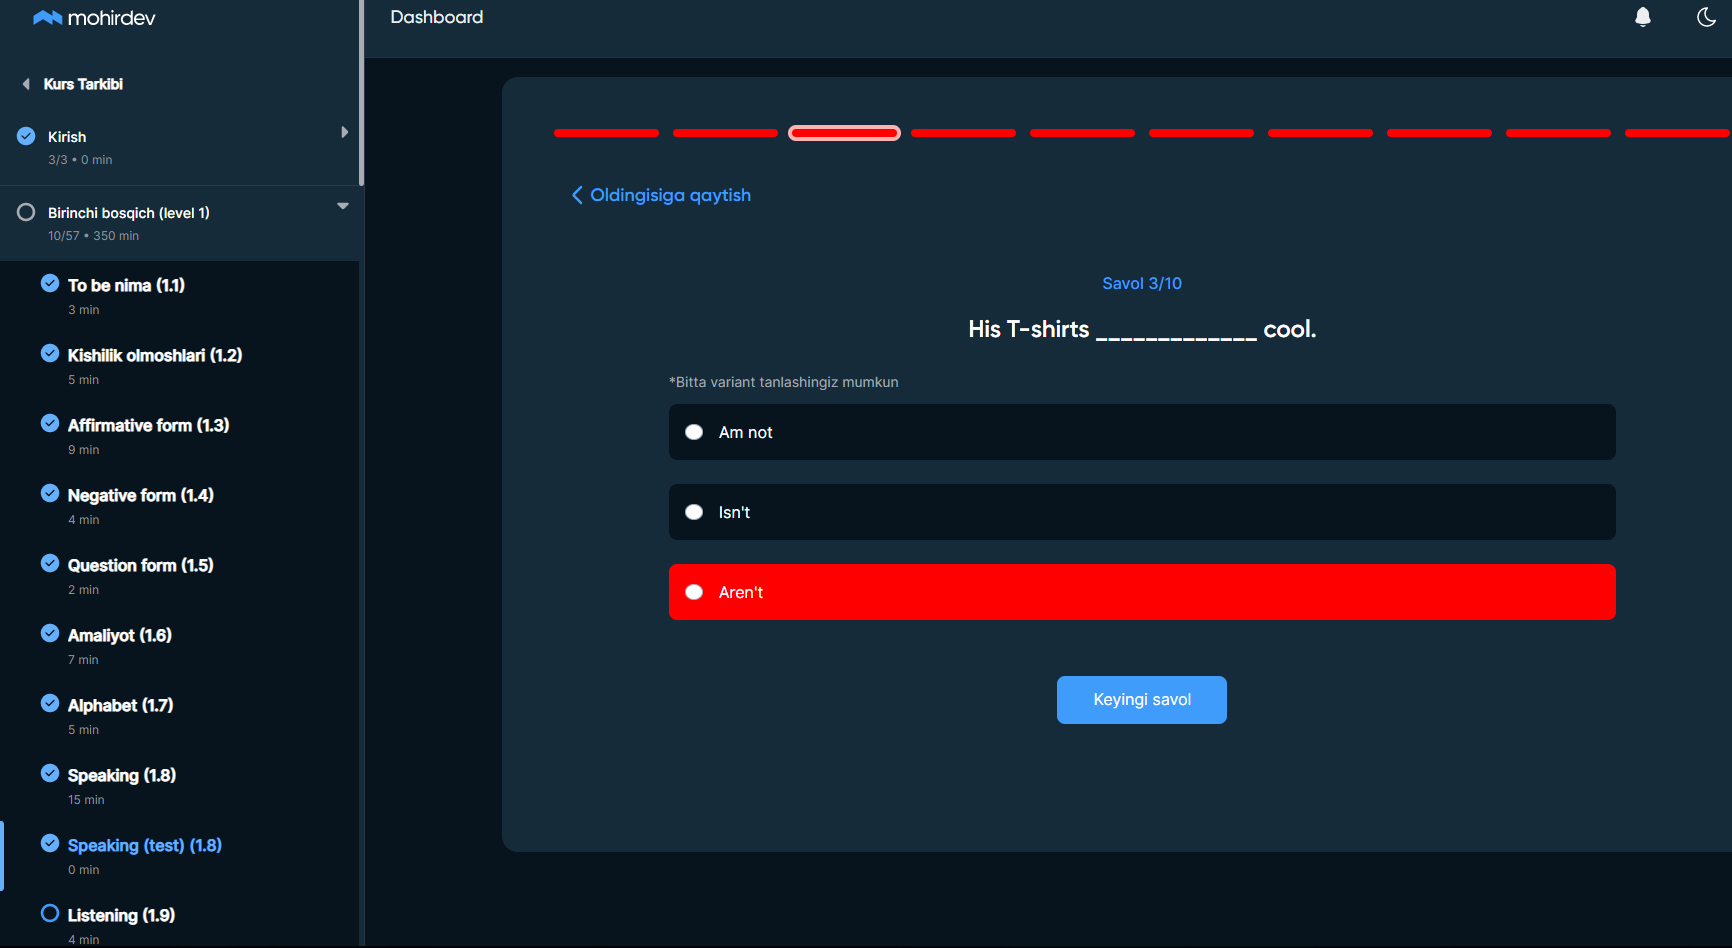 mohirdev
Dashboard
Kurs Tarkibi
Kirish
3/3 • 0 min
Birinchi bosqich (level 1)
10/57 • 350 min
To be nima (1.1)
3 min
Kishilik olmoshlari (1.2)
5 min
Affirmative form (1.3)
9 min
Negative form (1.4)
4 min
Question form (1.5)
2 min
Amaliyot (1.6)
7 min
Alphabet (1.7)
5 min
Speaking (1.8)
15 min
Speaking (test) (1.8)
0 min
Listening (1.9)
4 min
Oldingisiga qaytish
Savol 3/10
His T-shirts _____________ cool.
*Bitta variant tanlashingiz mumkun
Am not
Isn't
Aren't
Keyingi savol